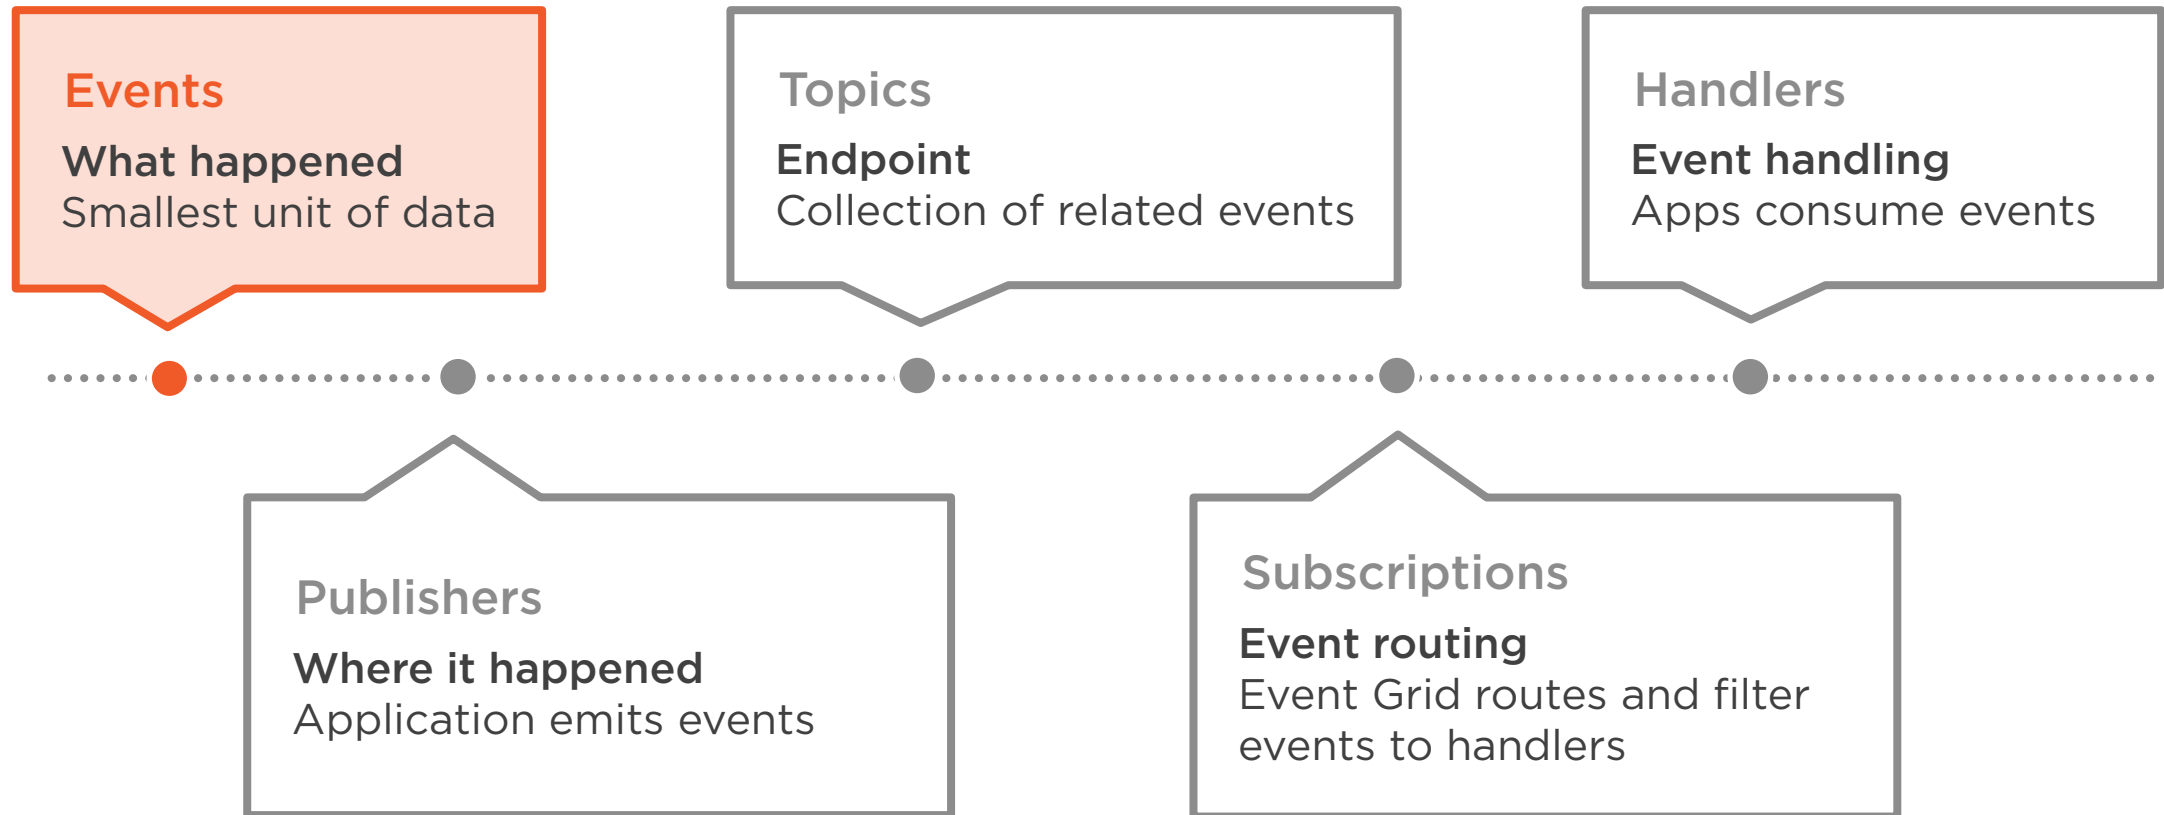 Events
What happened
Smallest unit of data
Topics
Endpoint
Collection of related events
Handlers
Event handling
Apps consume events
Publishers
Where it happened
Application emits events
Subscriptions
Event routing
Event Grid routes and filter
events to handlers